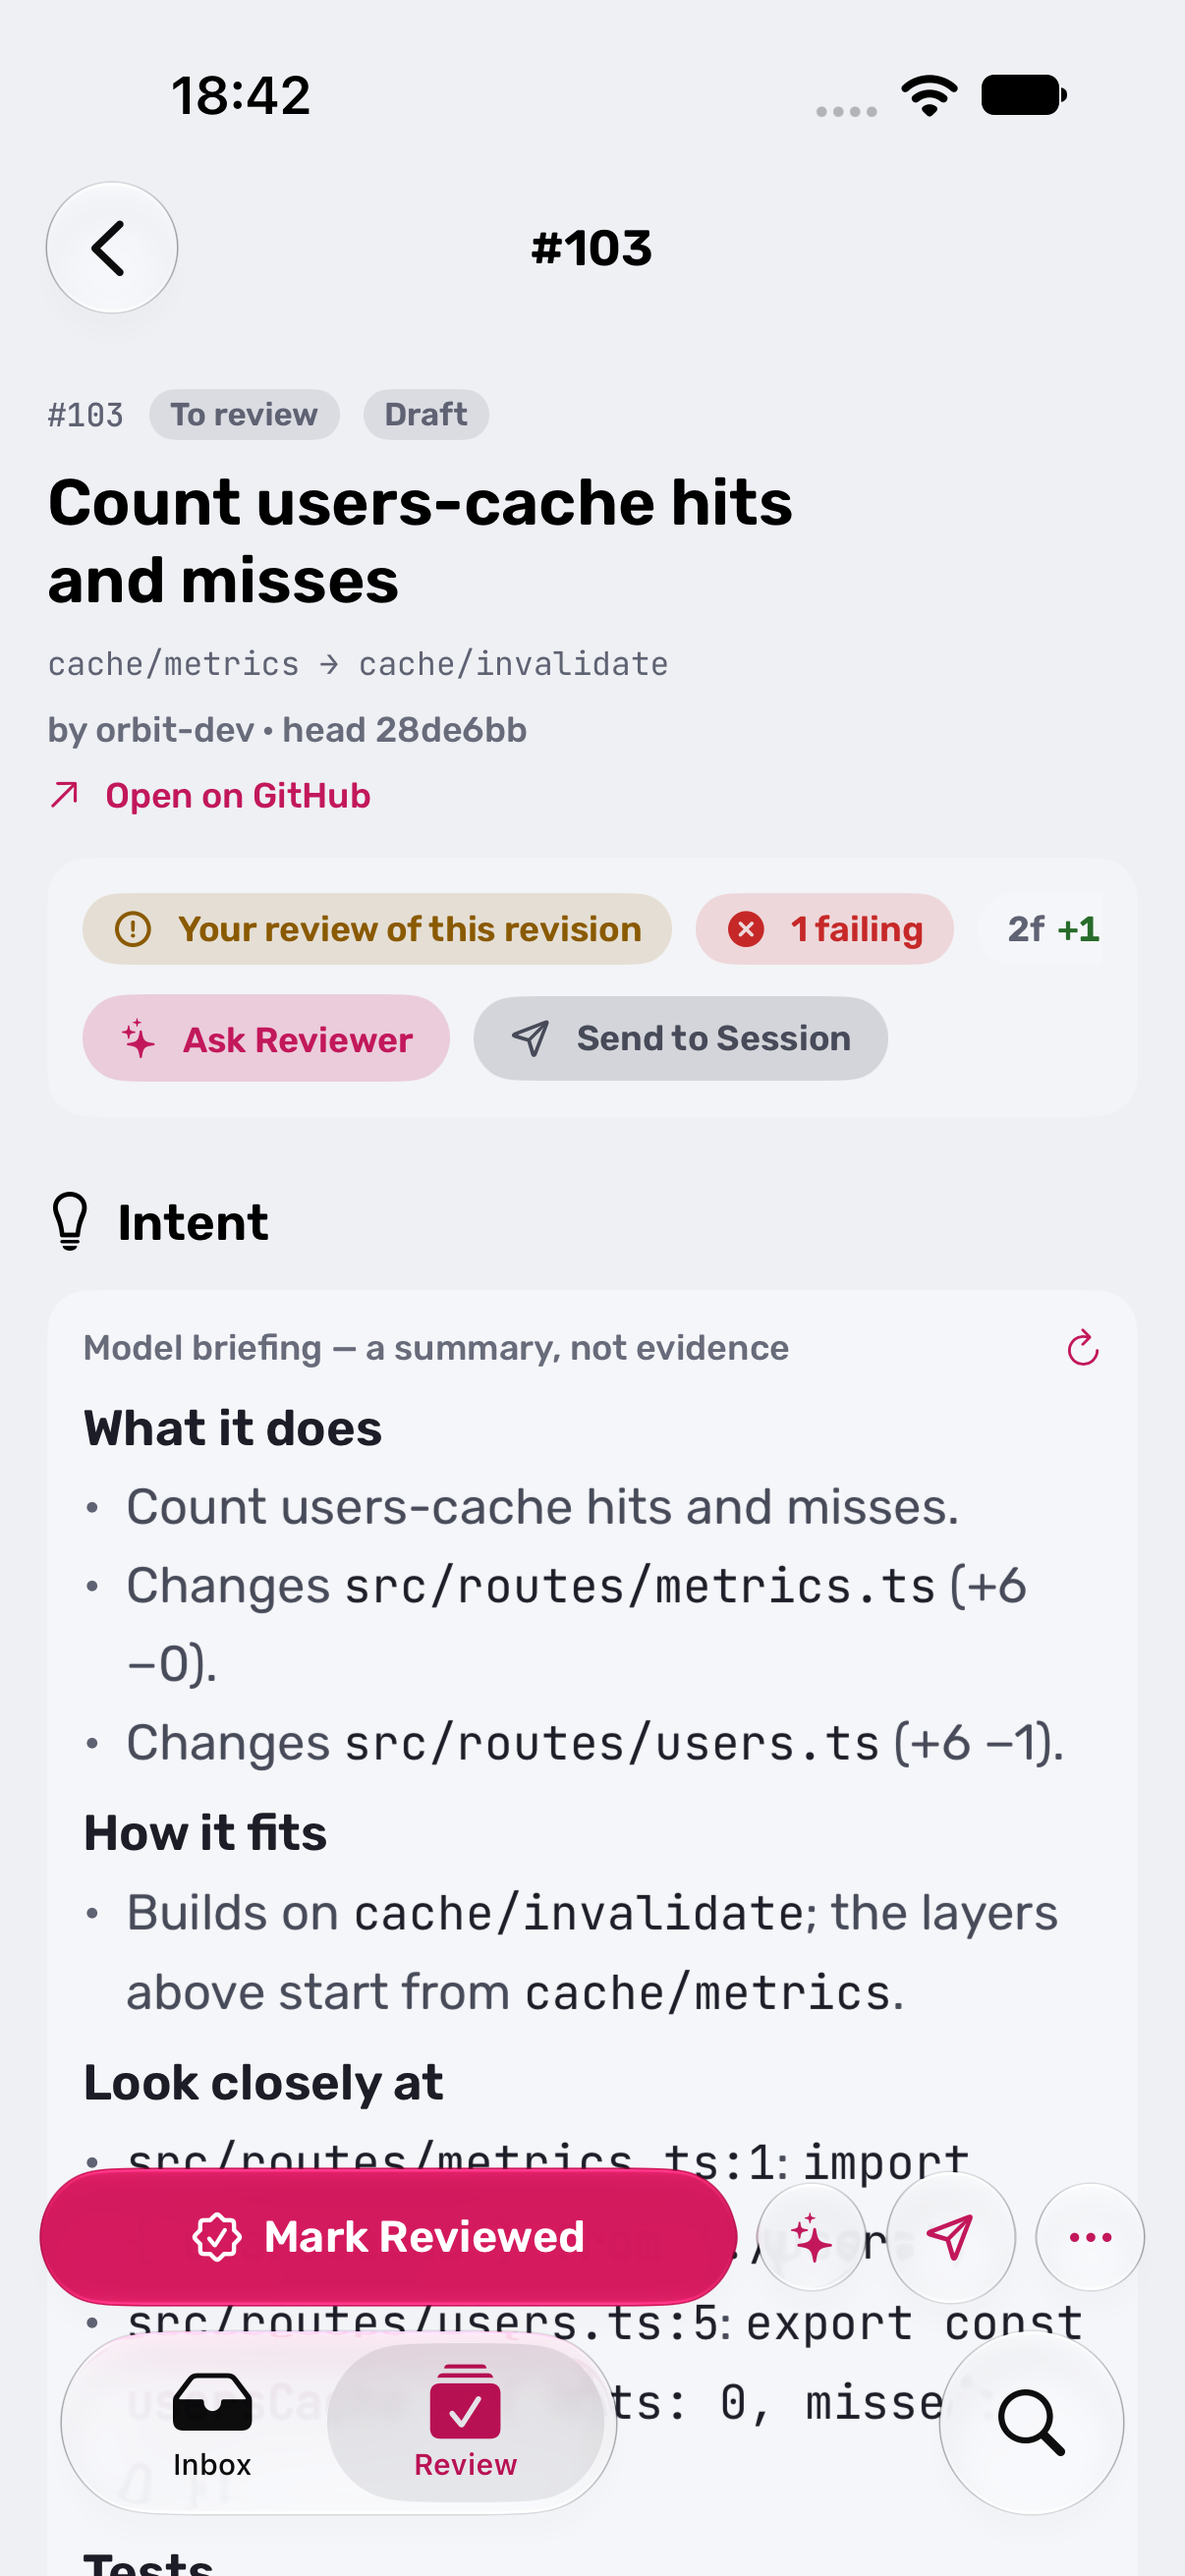 18:42
#103
#103 To review Draft
Count users-cache hits
and misses
cache/metrics → cache/invalidate
by orbit-dev • head 28de6bb
Open on GitHub
Your review of this revision 1 failing 2f +1
Ask Reviewer Send to Session
Intent
Model briefing — a summary, not evidence
What it does
• Count users-cache hits and misses.
• Changes src/routes/metrics.ts (+6
−0).
• Changes src/routes/users.ts (+6 −1).
How it fits
• Builds on cache/invalidate; the layers
above start from cache/metrics.
Look closely at
• src/routes/metrics.ts:1: import
Mark Reviewed
• src/routes/users.ts:5: export const
ts: 0, misse
Inbox Review
Tests